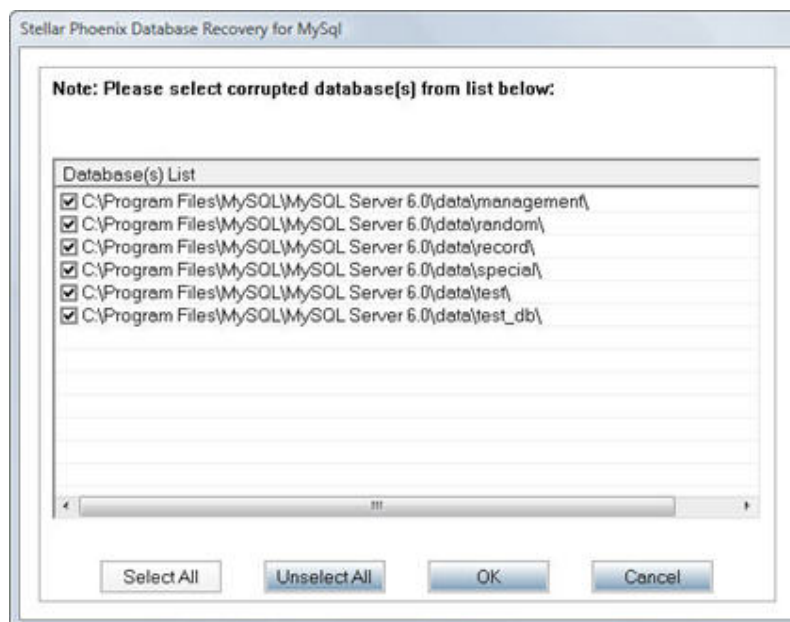 Stellar Phoenix Database Recovery for MySql
Note: Please select corrupted database(s) from list below:
Database(s) List
C:\Program Files\MySQL\MySQL Server 6.0\data\management\
C:\Program Files\MySQL\MySQL Server 6.0\data\random\
C:\Program Files\MySQL\MySQL Server 6.0\data\record\
C:\Program Files\MySQL\MySQL Server 6.0\data\special\
C:\Program Files\MySQL\MySQL Server 6.0\data\test\
C:\Program Files\MySQL\MySQL Server 6.0\data\test_db\
Select All
Unselect All
OK
Cancel